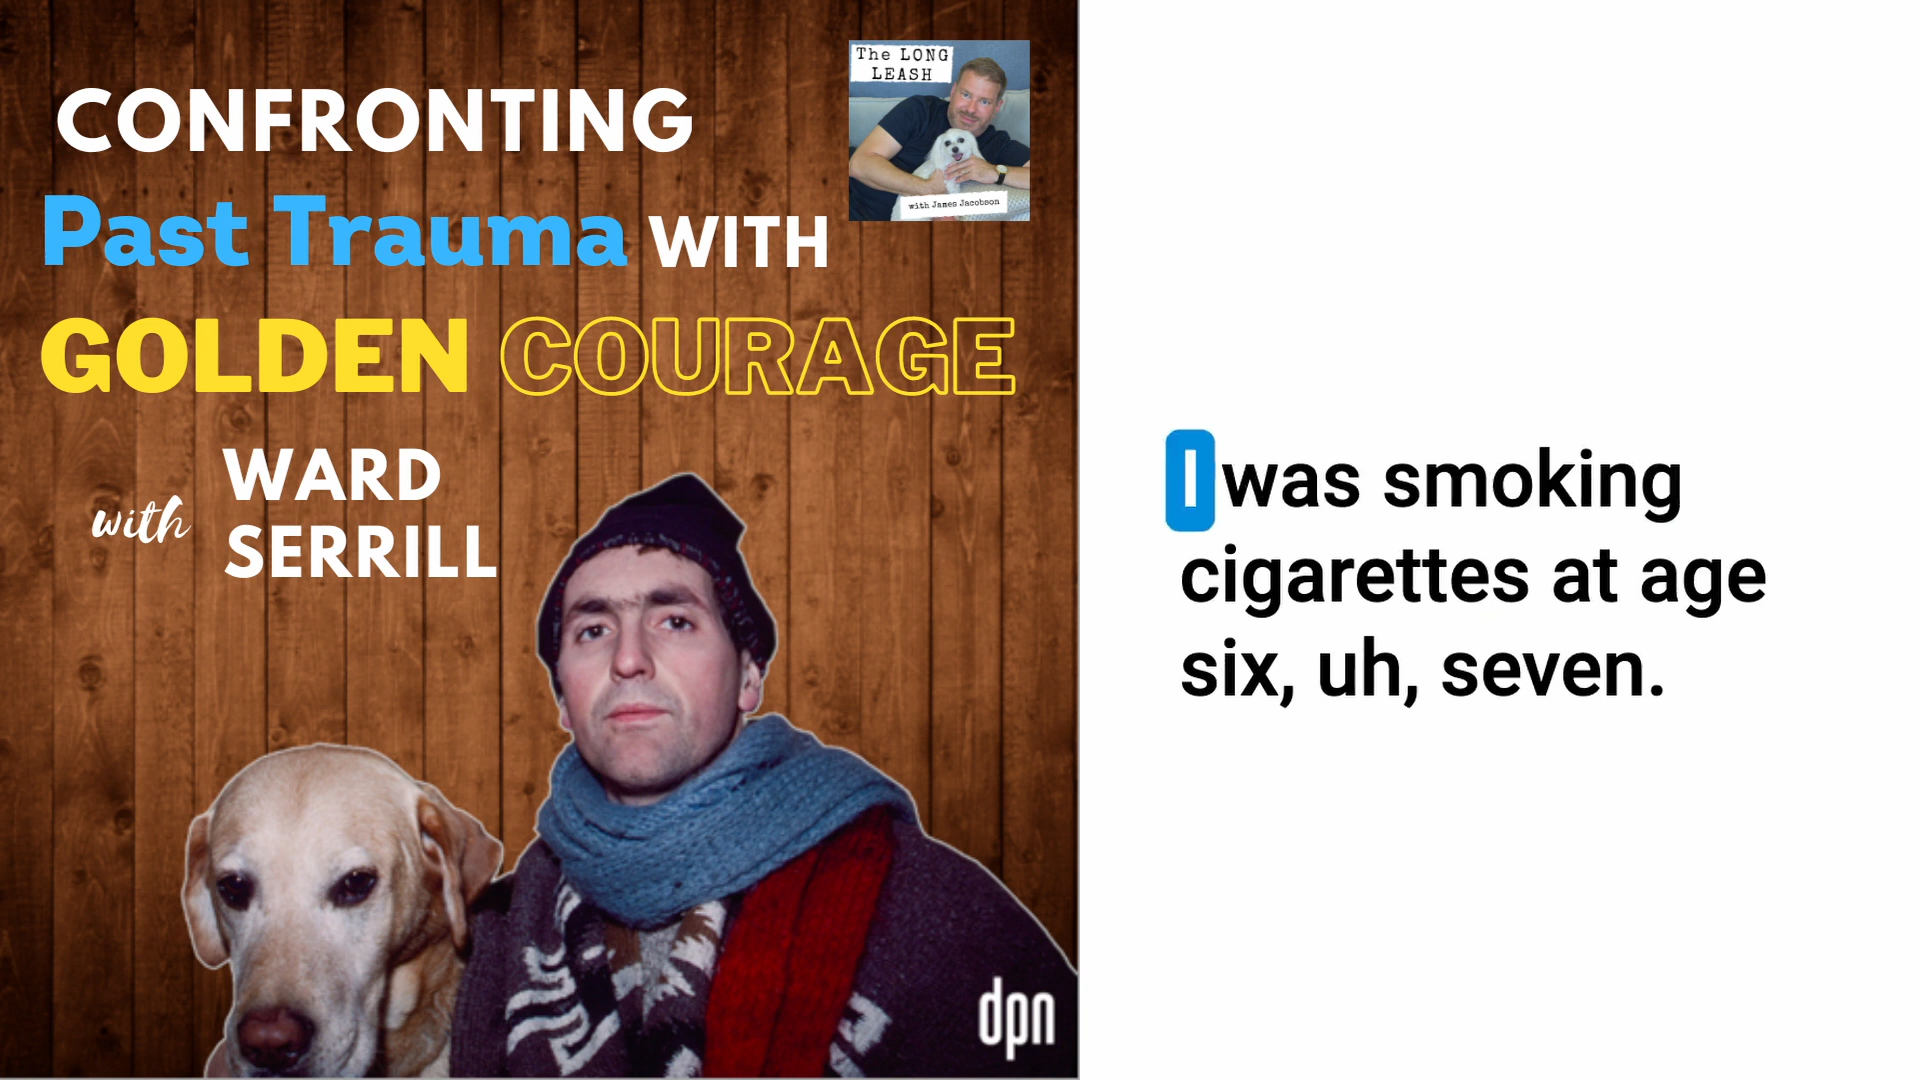 CONFRONTING
Past Trauma WITH
GOLDEN COURAGE
with WARD
SERRILL
The LONG
LEASH
with James Jacobson
dpn
I was smoking
cigarettes at age
six, uh, seven.